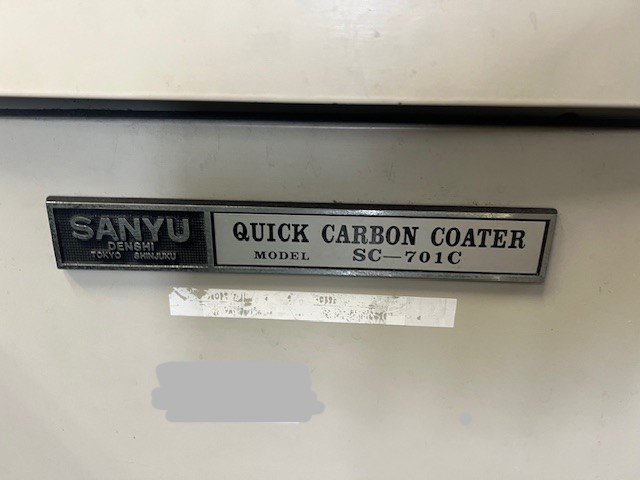 SANYU
DENSHI
TOKYO SHINJUKU
QUICK CARBON COATER
MODEL SC-701C